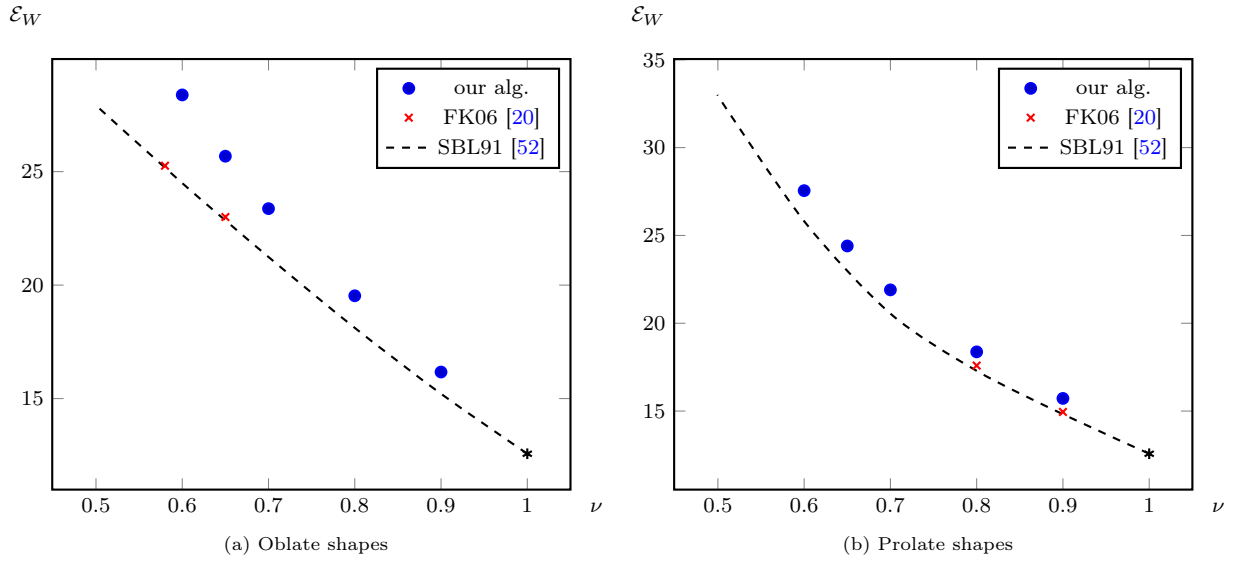 ℰ_W
25
20
15
0.5 0.6 0.7 0.8 0.9 1 ν
our alg.
FK06 [20]
SBL91 [52]
(a) Oblate shapes
ℰ_W
35
30
25
20
15
0.5 0.6 0.7 0.8 0.9 1 ν
our alg.
FK06 [20]
SBL91 [52]
(b) Prolate shapes